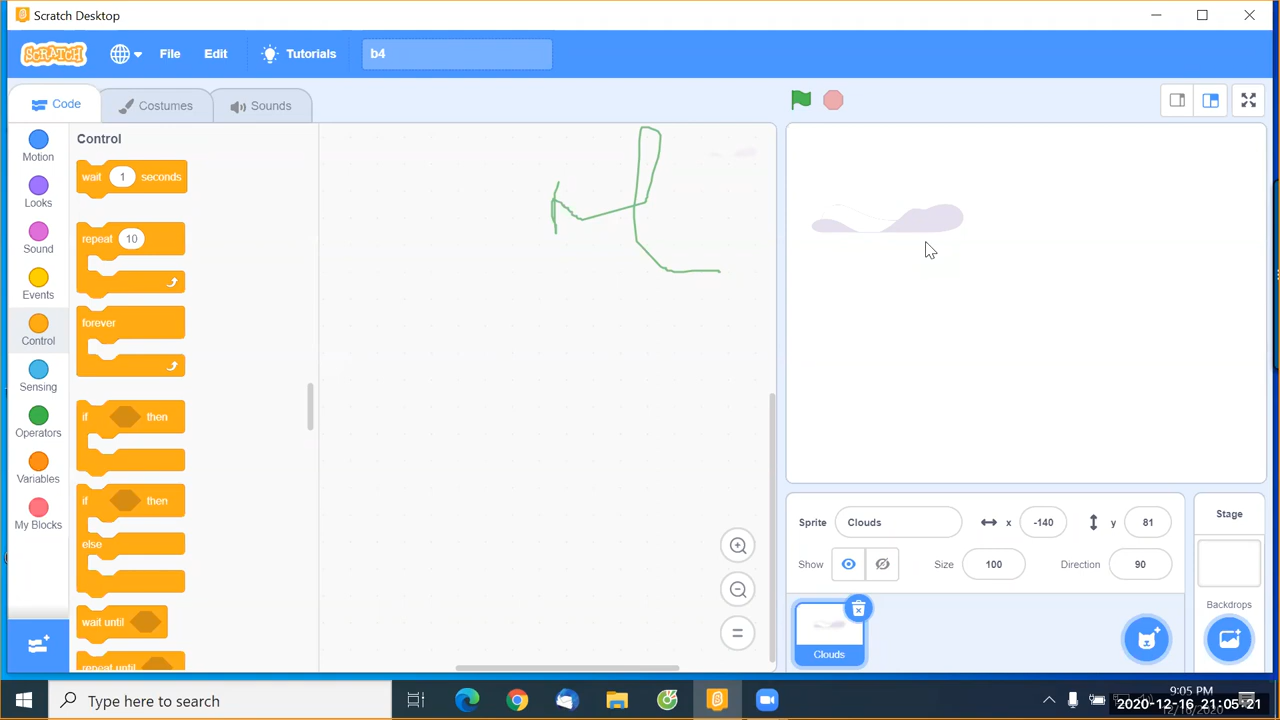 Scratch Desktop
SCRATCH
File
Edit
Tutorials
b4
Code
Costumes
Sounds
Motion
Looks
Sound
Events
Control
Sensing
Operators
Variables
My Blocks
Control
wait 1 seconds
repeat 10
forever
if then
if then
else
wait until
repeat until
Sprite Clouds x -140 y 81
Show Size 100 Direction 90
Clouds
Stage
Backdrops
Type here to search
9:05 PM
2020-12-16 21:05:21